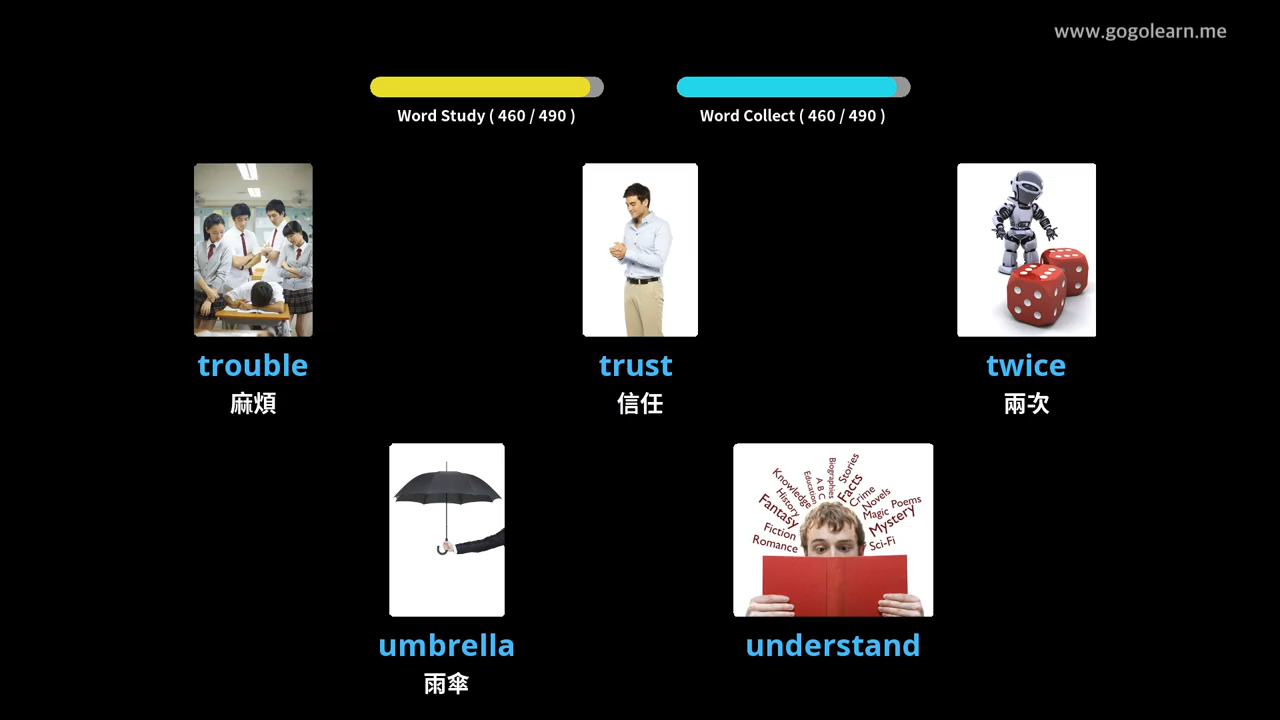 www.gogolearn.me
Word Study ( 460 / 490 )
Word Collect ( 460 / 490 )
trouble
麻煩
trust
信任
twice
兩次
umbrella
雨傘
Knowledge
History
Fantasy
Fiction
Romance
Education
A B C
Biographies
Stories
Facts
Crime
Novels
Magic
Poems
Mystery
Sci-Fi
understand